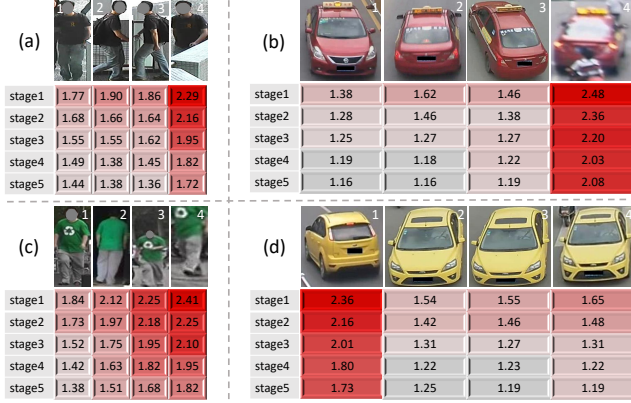 (a) 1 2 3 4
stage1 1.77 1.90 1.86 2.29
stage2 1.68 1.66 1.64 2.16
stage3 1.55 1.55 1.62 1.95
stage4 1.49 1.38 1.45 1.82
stage5 1.44 1.38 1.36 1.72
(b) 1 2 3 4
stage1 1.38 1.62 1.46 2.48
stage2 1.28 1.46 1.38 2.36
stage3 1.25 1.27 1.27 2.20
stage4 1.19 1.18 1.22 2.03
stage5 1.16 1.16 1.19 2.08
(c) 1 2 3 4
stage1 1.84 2.12 2.25 2.41
stage2 1.73 1.97 2.18 2.25
stage3 1.52 1.75 1.95 2.10
stage4 1.42 1.63 1.82 1.95
stage5 1.38 1.51 1.68 1.82
(d) 1 2 3 4
stage1 2.36 1.54 1.55 1.65
stage2 2.16 1.42 1.46 1.48
stage3 2.01 1.31 1.27 1.31
stage4 1.80 1.22 1.23 1.22
stage5 1.73 1.25 1.19 1.19